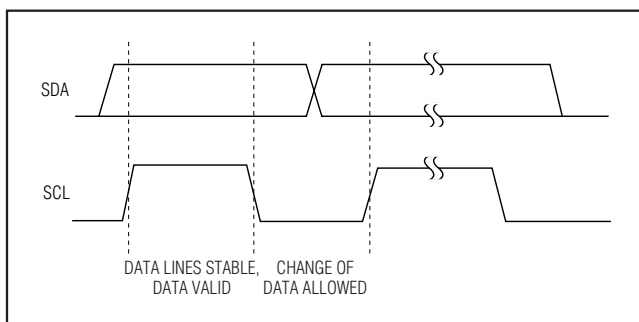 SDA
SCL
DATA LINES STABLE,
DATA VALID
CHANGE OF
DATA ALLOWED